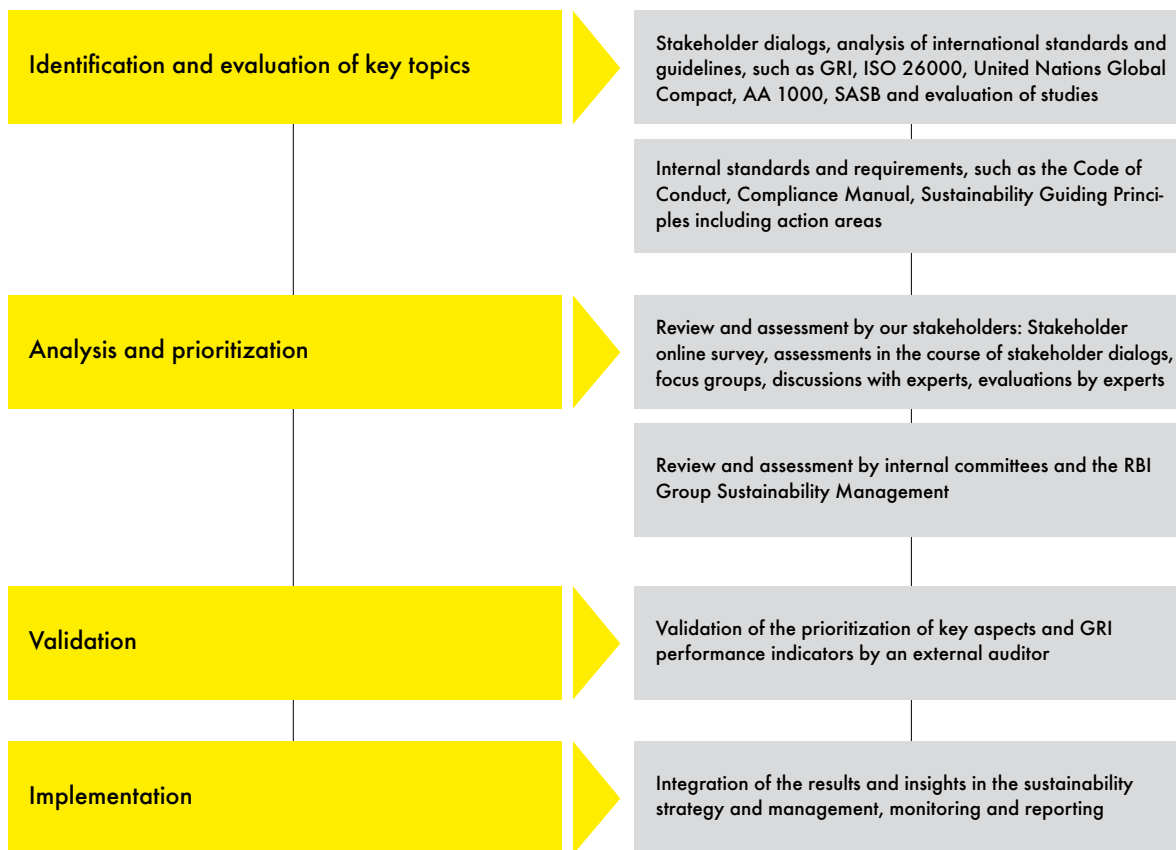 Identification and evaluation of key topics
Stakeholder dialogs, analysis of international standards and
guidelines, such as GRI, ISO 26000, United Nations Global
Compact, AA 1000, SASB and evaluation of studies
Internal standards and requirements, such as the Code of
Conduct, Compliance Manual, Sustainability Guiding Princi-
ples including action areas
Analysis and prioritization
Review and assessment by our stakeholders: Stakeholder
online survey, assessments in the course of stakeholder dialogs,
focus groups, discussions with experts, evaluations by experts
Review and assessment by internal committees and the RBI
Group Sustainability Management
Validation
Validation of the prioritization of key aspects and GRI
performance indicators by an external auditor
Implementation
Integration of the results and insights in the sustainability
strategy and management, monitoring and reporting